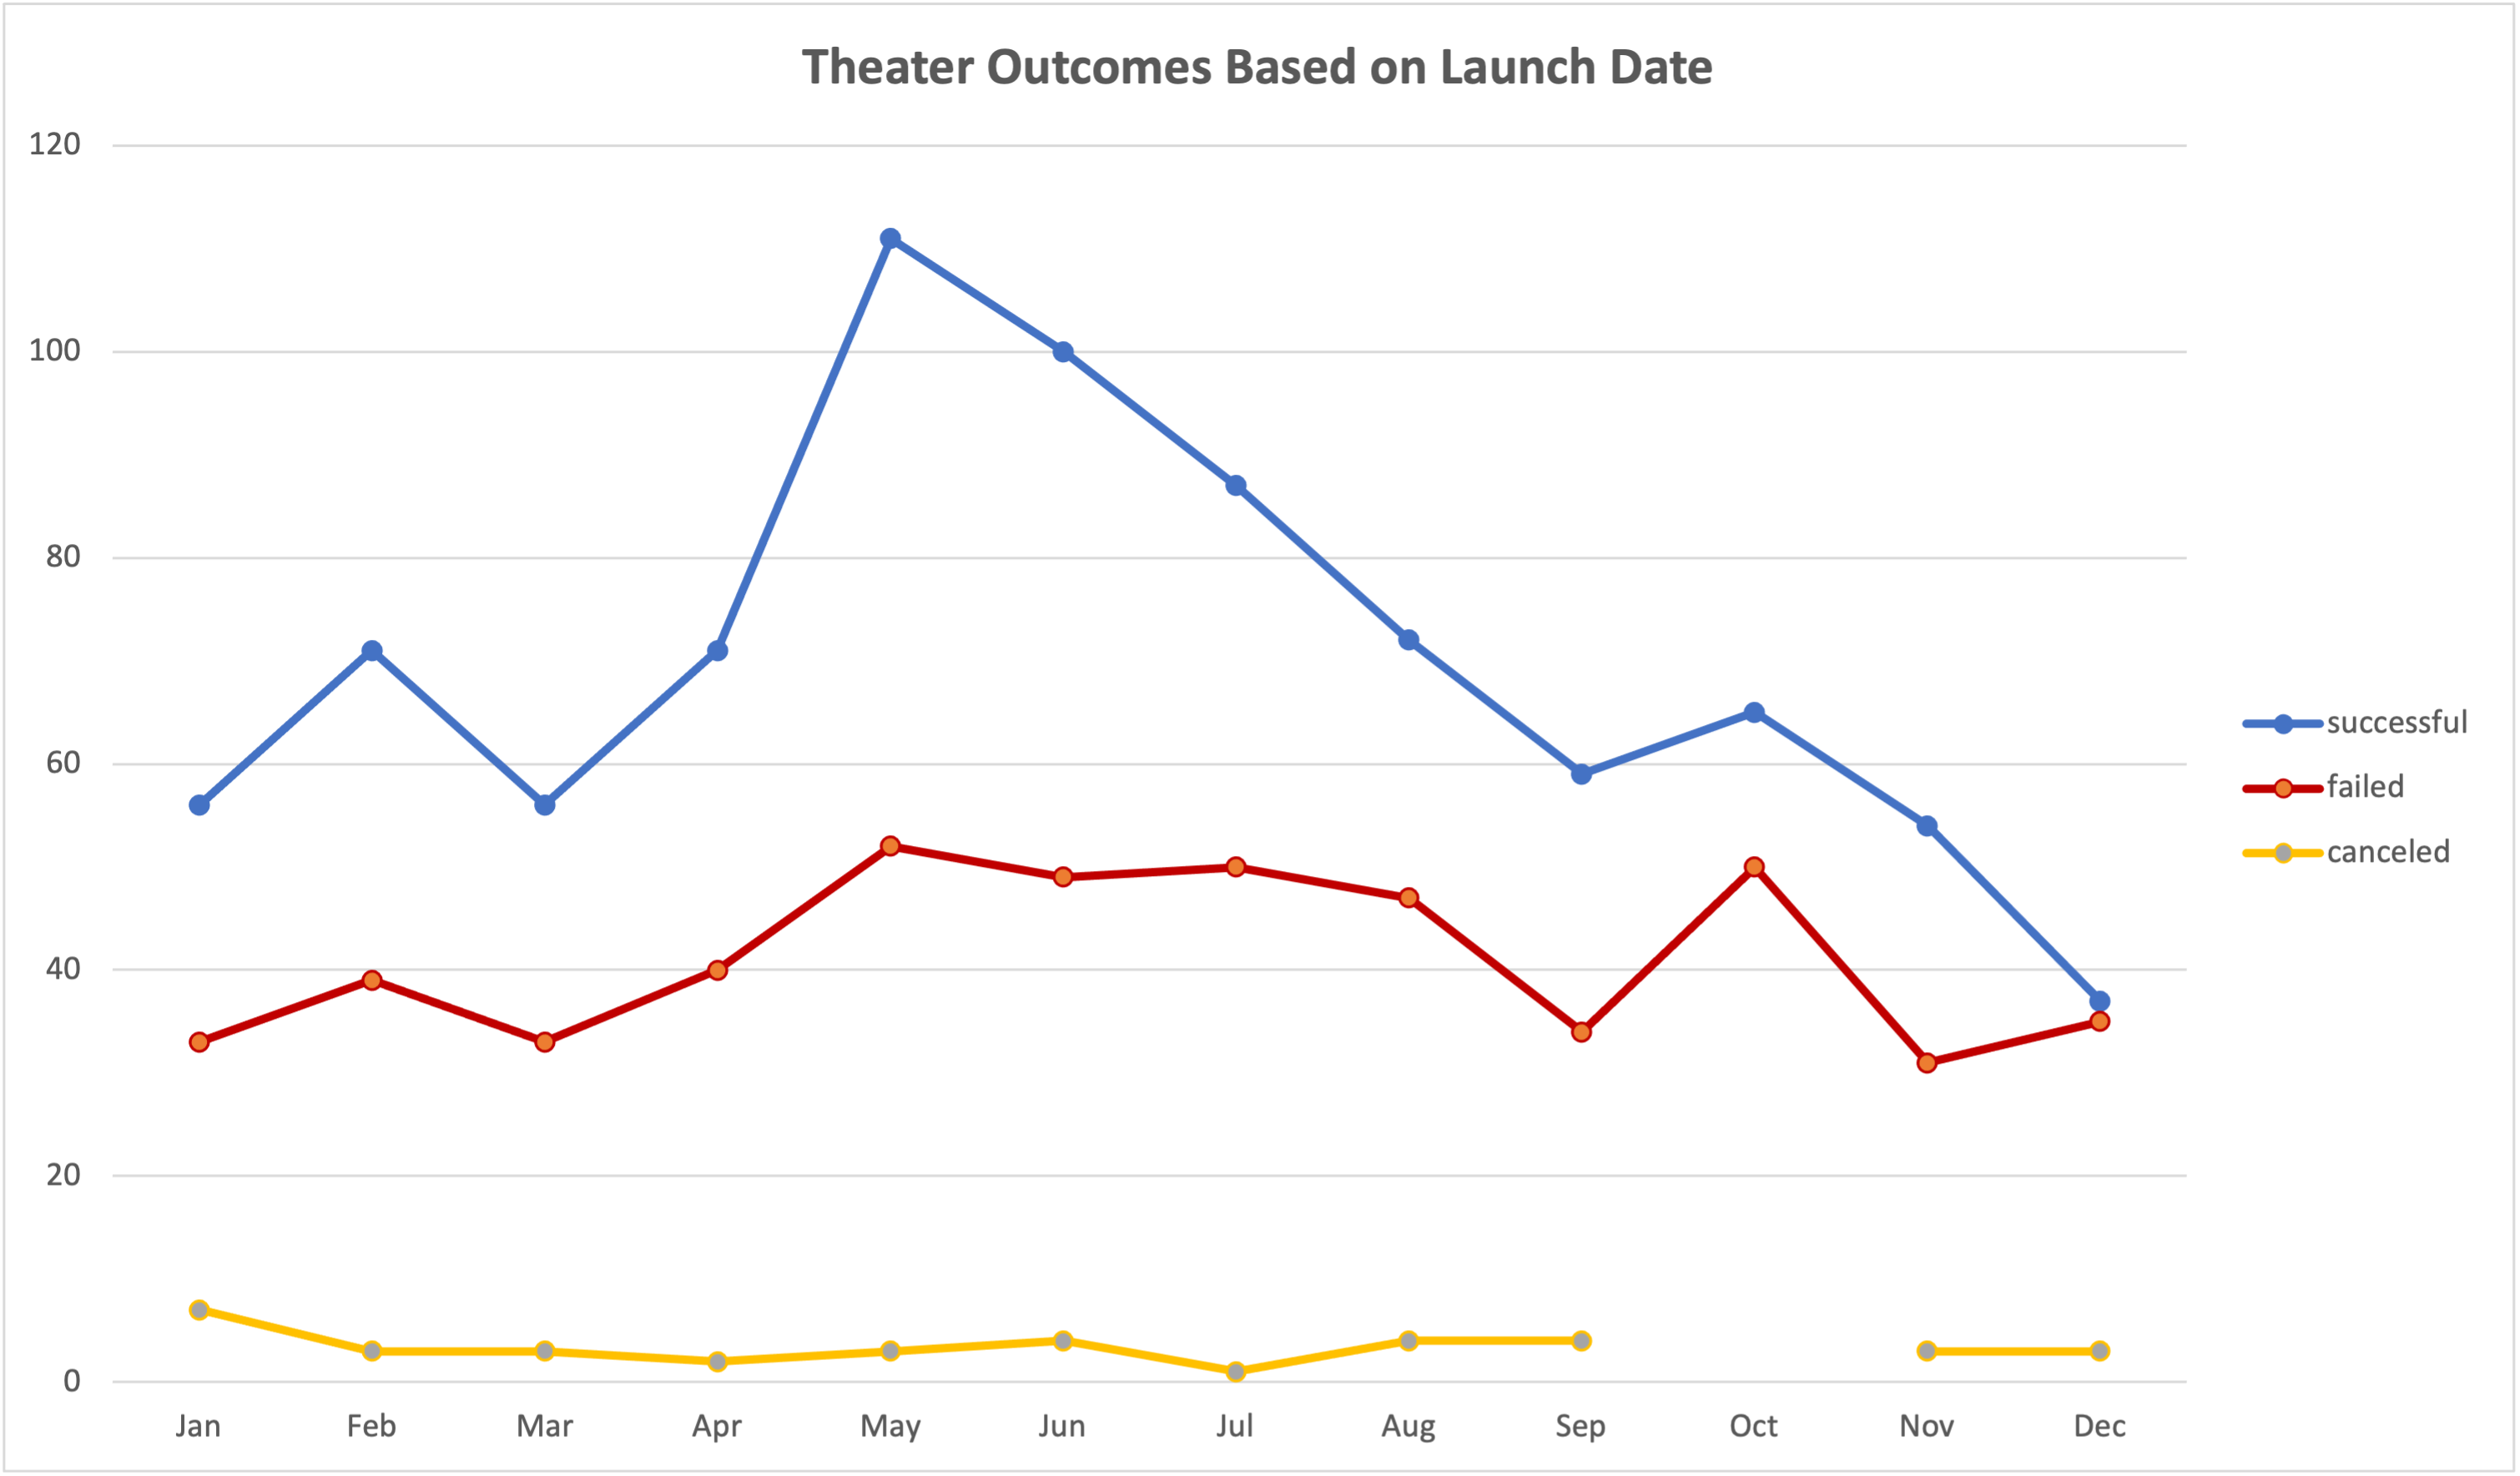 Theater Outcomes Based on Launch Date
120
100
80
60
40
20
0
Jan Feb Mar Apr May Jun Jul Aug Sep Oct Nov Dec
successful
failed
canceled